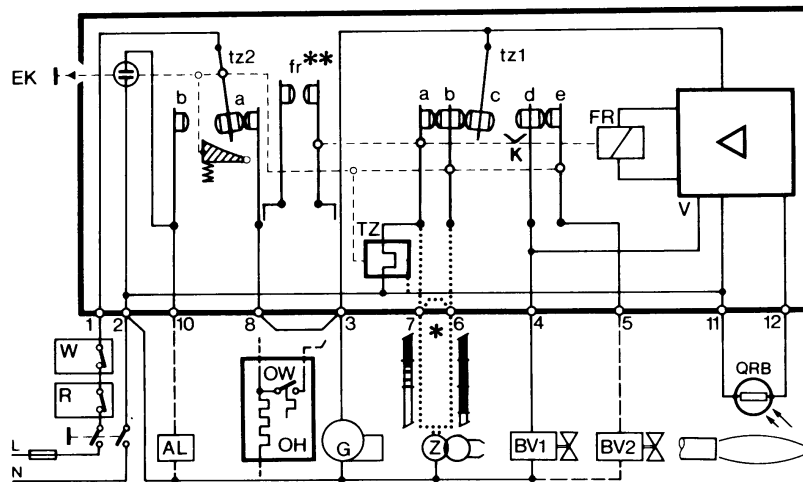 tz2
fr**
tz1
EK
b
a
a
b
c
d
e
FR
K
V
TZ
1
2
10
8
3
7
*
6
4
5
11
12
W
R
OW
QRB
L
AL
OH
G
Z
BV1
BV2
N